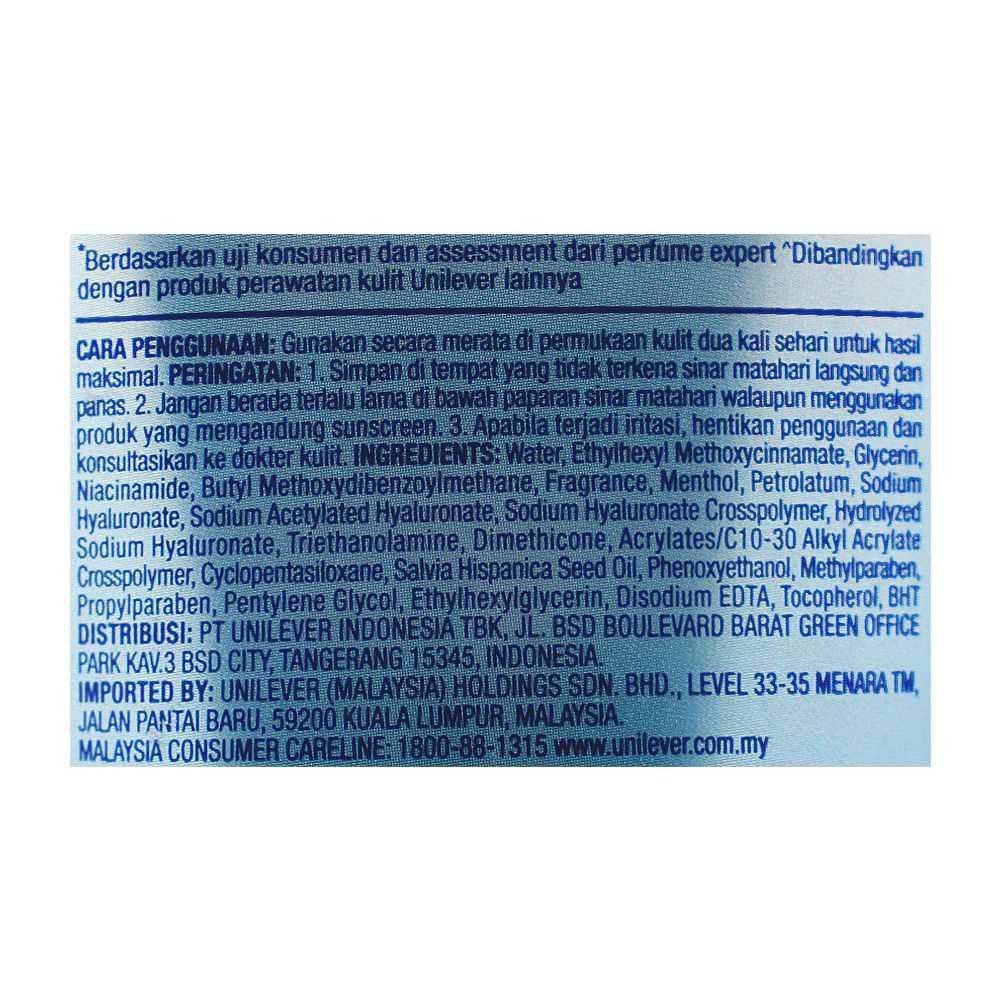 *Berdasarkan uji konsumen dan assessment dari perfume expert ^Dibandingkan
dengan produk perawatan kulit Unilever lainnya
CARA PENGGUNAAN: Gunakan secara merata di permukaan kulit dua kali sehari untuk hasil
maksimal. PERINGATAN: 1. Simpan di tempat yang tidak terkena sinar matahari langsung dan
panas. 2. Jangan berada terlalu lama di bawah paparan sinar matahari walaupun menggunakan
produk yang mengandung sunscreen. 3. Apabila terjadi iritasi, hentikan penggunaan dan
konsultasikan ke dokter kulit. INGREDIENTS: Water, Ethylhexyl Methoxycinnamate, Glycerin,
Niacinamide, Butyl Methoxydibenzoylmethane, Fragrance, Menthol, Petrolatum, Sodium
Hyaluronate, Sodium Acetylated Hyaluronate, Sodium Hyaluronate Crosspolymer, Hydrolyzed
Sodium Hyaluronate, Triethanolamine, Dimethicone, Acrylates/C10-30 Alkyl Acrylate
Crosspolymer, Cyclopentasiloxane, Salvia Hispanica Seed Oil, Phenoxyethanol, Methylparaben,
Propylparaben, Pentylene Glycol, Ethylhexylglycerin, Disodium EDTA, Tocopherol, BHT
DISTRIBUSI: PT UNILEVER INDONESIA TBK, JL. BSD BOULEVARD BARAT GREEN OFFICE
PARK KAV.3 BSD CITY, TANGERANG 15345, INDONESIA.
IMPORTED BY: UNILEVER (MALAYSIA) HOLDINGS SDN. BHD., LEVEL 33-35 MENARA TM,
JALAN PANTAI BARU, 59200 KUALA LUMPUR, MALAYSIA.
MALAYSIA CONSUMER CARELINE: 1800-88-1315 www.unilever.com.my